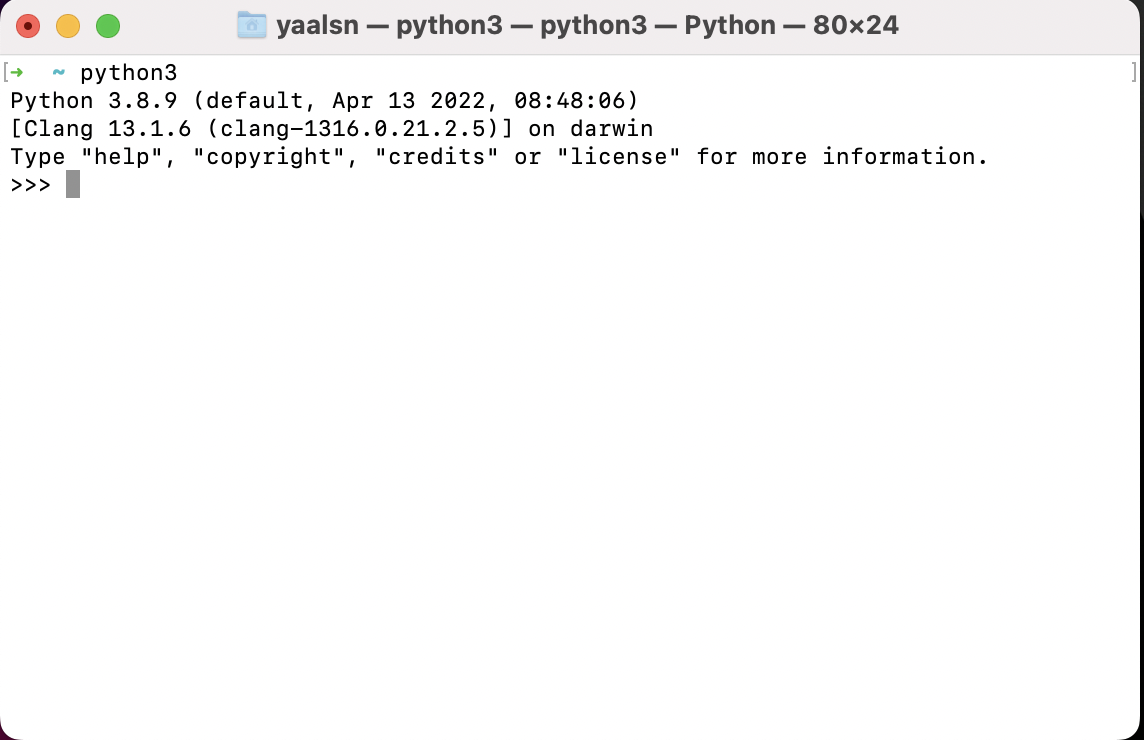 yaalsn — python3 — python3 — Python — 80×24
[➜  ~ python3 ]
Python 3.8.9 (default, Apr 13 2022, 08:48:06)
[Clang 13.1.6 (clang-1316.0.21.2.5)] on darwin
Type "help", "copyright", "credits" or "license" for more information.
>>>